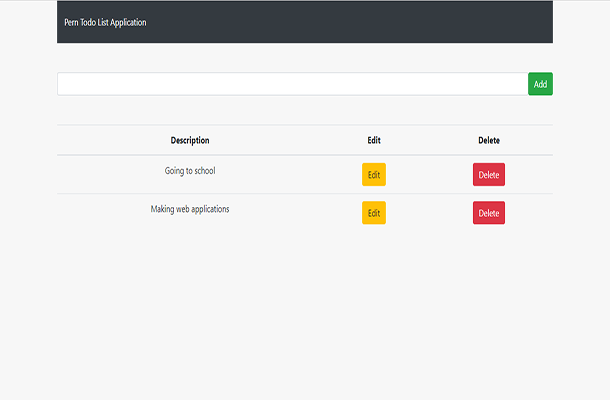 Pern Todo List Application
Add
Description Edit Delete
Going to school Edit Delete
Making web applications Edit Delete